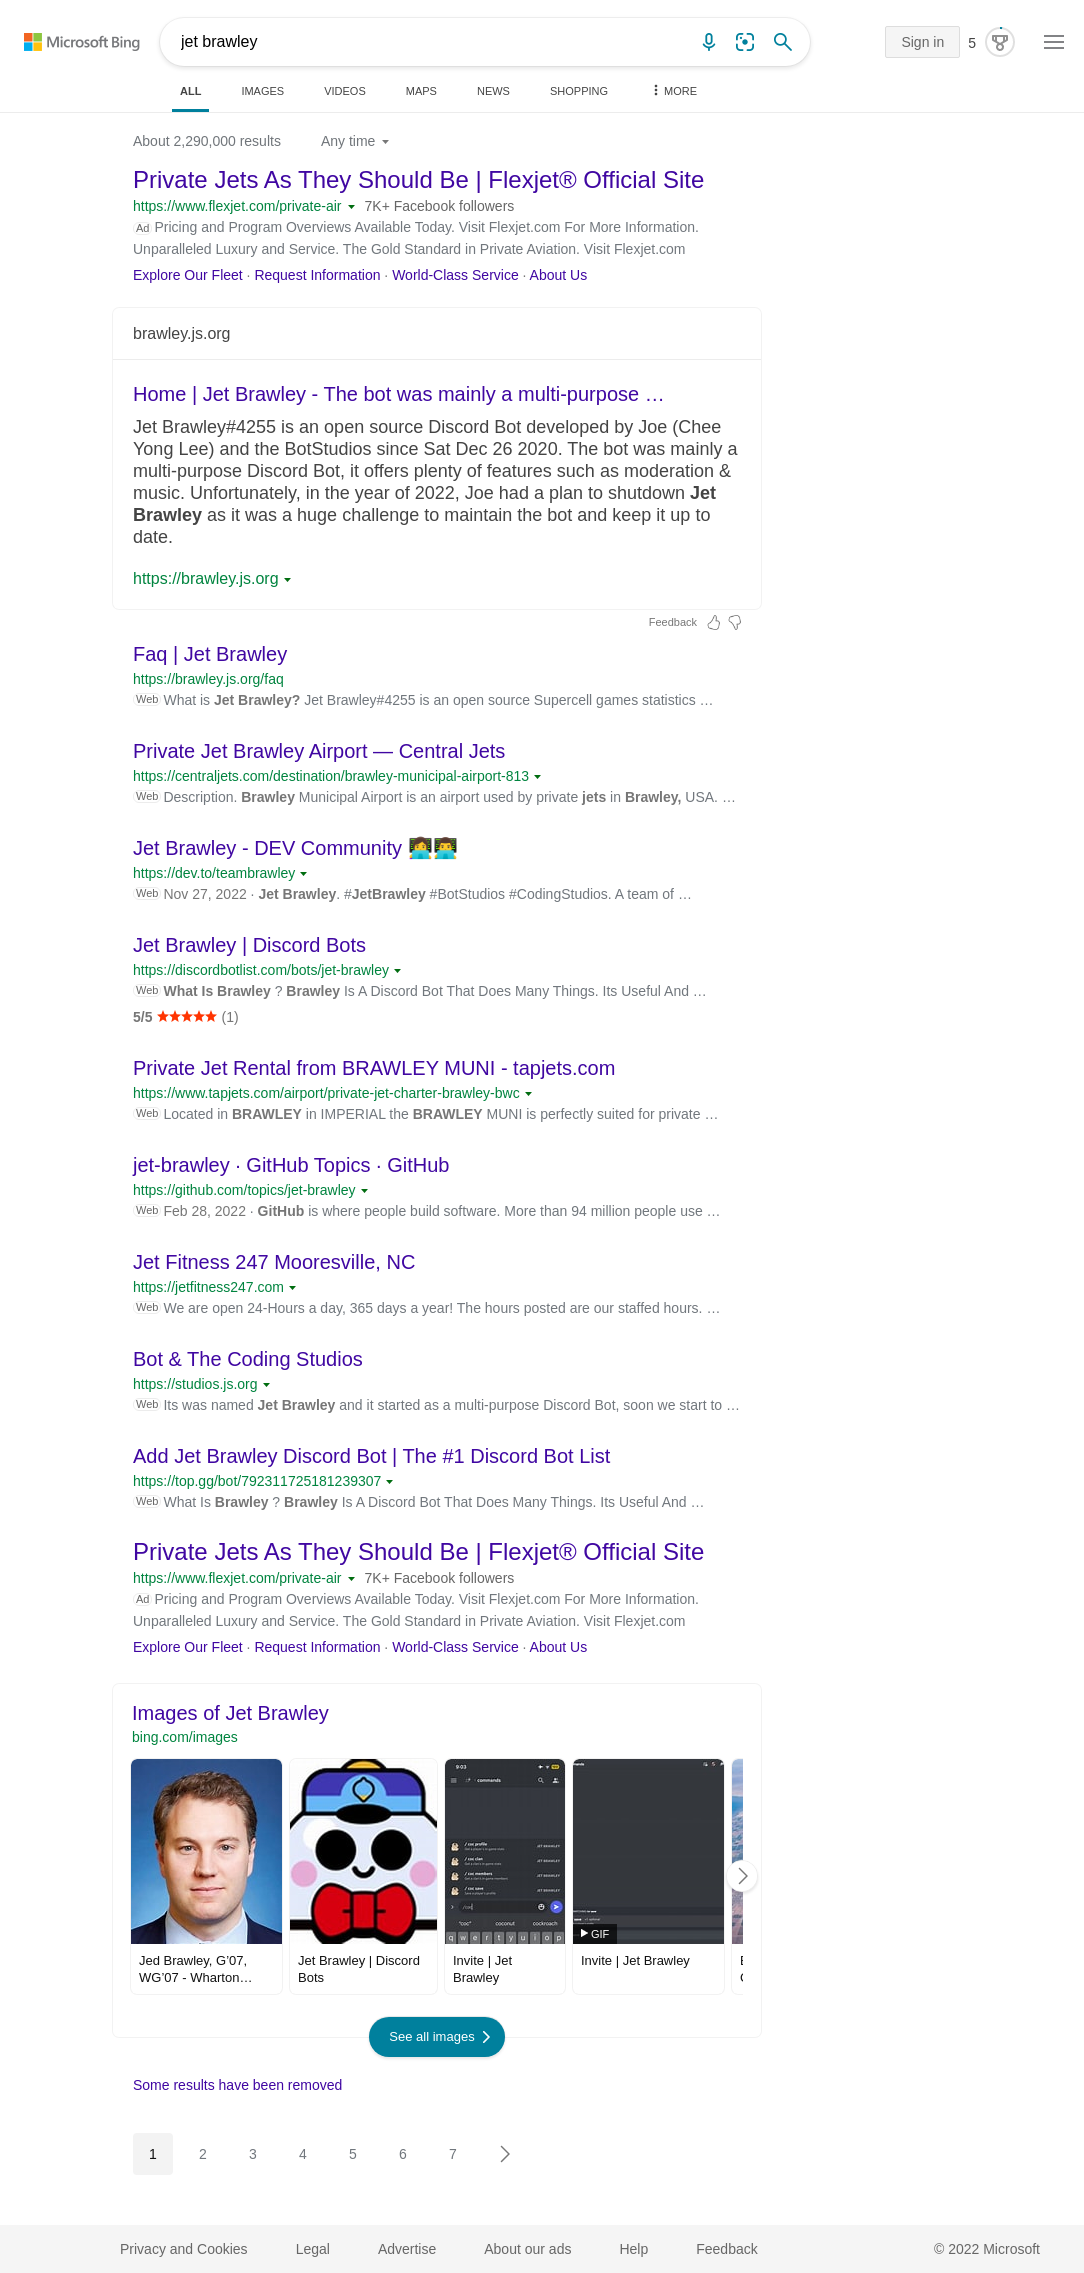 Microsoft Bing
jet brawley
Sign in
5
ALL IMAGES VIDEOS MAPS NEWS SHOPPING MORE
About 2,290,000 results Any time
Private Jets As They Should Be | Flexjet® Official Site
https://www.flexjet.com/private-air 7K+ Facebook followers
Ad Pricing and Program Overviews Available Today. Visit Flexjet.com For More Information.
Unparalleled Luxury and Service. The Gold Standard in Private Aviation. Visit Flexjet.com
Explore Our Fleet · Request Information · World-Class Service · About Us
brawley.js.org
Home | Jet Brawley - The bot was mainly a multi-purpose …
Jet Brawley#4255 is an open source Discord Bot developed by Joe (Chee
Yong Lee) and the BotStudios since Sat Dec 26 2020. The bot was mainly a
multi-purpose Discord Bot, it offers plenty of features such as moderation &
music. Unfortunately, in the year of 2022, Joe had a plan to shutdown Jet
Brawley as it was a huge challenge to maintain the bot and keep it up to
date.
https://brawley.js.org
Feedback
Faq | Jet Brawley
https://brawley.js.org/faq
Web What is Jet Brawley? Jet Brawley#4255 is an open source Supercell games statistics …
Private Jet Brawley Airport — Central Jets
https://centraljets.com/destination/brawley-municipal-airport-813
Web Description. Brawley Municipal Airport is an airport used by private jets in Brawley, USA. …
Jet Brawley - DEV Community 👩‍💻👨‍💻
https://dev.to/teambrawley
Web Nov 27, 2022 · Jet Brawley. #JetBrawley #BotStudios #CodingStudios. A team of …
Jet Brawley | Discord Bots
https://discordbotlist.com/bots/jet-brawley
Web What Is Brawley ? Brawley Is A Discord Bot That Does Many Things. Its Useful And …
5/5 ★★★★★ (1)
Private Jet Rental from BRAWLEY MUNI - tapjets.com
https://www.tapjets.com/airport/private-jet-charter-brawley-bwc
Web Located in BRAWLEY in IMPERIAL the BRAWLEY MUNI is perfectly suited for private …
jet-brawley · GitHub Topics · GitHub
https://github.com/topics/jet-brawley
Web Feb 28, 2022 · GitHub is where people build software. More than 94 million people use …
Jet Fitness 247 Mooresville, NC
https://jetfitness247.com
Web We are open 24-Hours a day, 365 days a year! The hours posted are our staffed hours. …
Bot & The Coding Studios
https://studios.js.org
Web Its was named Jet Brawley and it started as a multi-purpose Discord Bot, soon we start to …
Add Jet Brawley Discord Bot | The #1 Discord Bot List
https://top.gg/bot/792311725181239307
Web What Is Brawley ? Brawley Is A Discord Bot That Does Many Things. Its Useful And …
Private Jets As They Should Be | Flexjet® Official Site
https://www.flexjet.com/private-air 7K+ Facebook followers
Ad Pricing and Program Overviews Available Today. Visit Flexjet.com For More Information.
Unparalleled Luxury and Service. The Gold Standard in Private Aviation. Visit Flexjet.com
Explore Our Fleet · Request Information · World-Class Service · About Us
Images of Jet Brawley
bing.com/images
9:03
commands
/ coc profile
JET BRAWLEY
/ coc clan
JET BRAWLEY
/ coc members
JET BRAWLEY
/ coc save
JET BRAWLEY
/coc
"coc" coconut cockroach
q w e r t y u i o p
GIF
Jed Brawley, G'07,
WG'07 - Wharton…
Jet Brawley | Discord
Bots
Invite | Jet
Brawley
Invite | Jet Brawley
See all images
Some results have been removed
1 2 3 4 5 6 7
Privacy and Cookies Legal Advertise About our ads Help Feedback © 2022 Microsoft